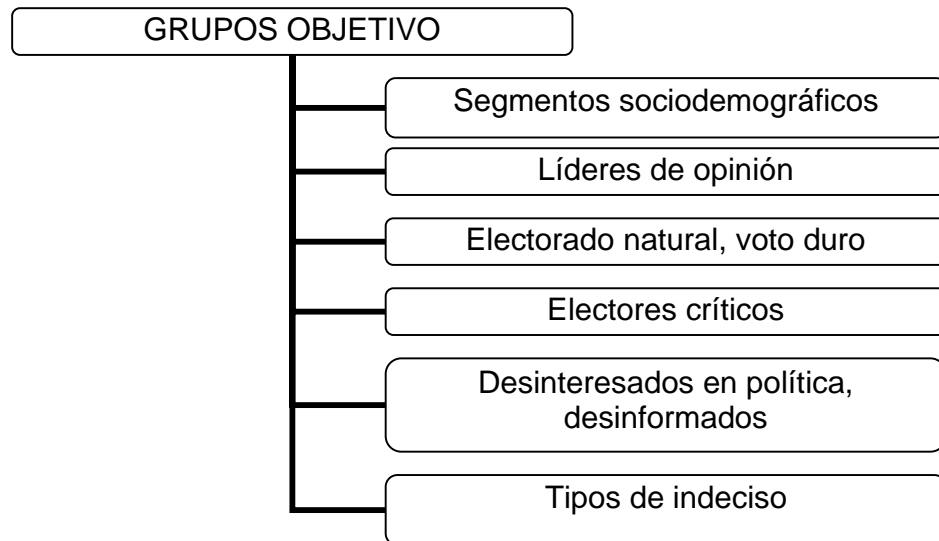 GRUPOS OBJETIVO
Segmentos sociodemográficos
Líderes de opinión
Electorado natural, voto duro
Electores críticos
Desinteresados en política,
desinformados
Tipos de indeciso